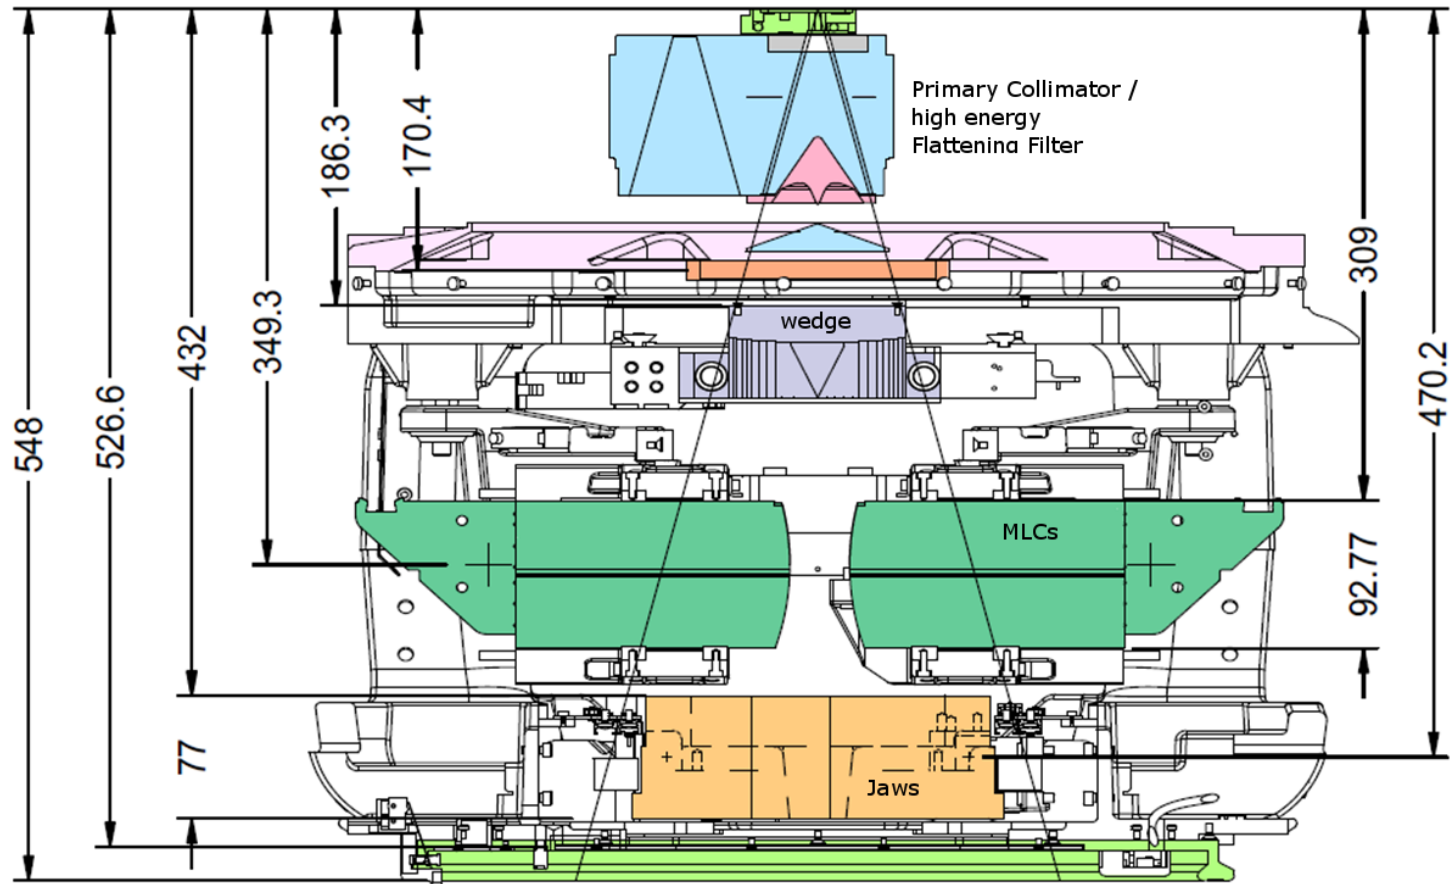 Primary Collimator /
high energy
Flattening Filter
170.4
186.3
309
349.3
432
470.2
526.6
548
wedge
MLCs
92.77
77
Jaws